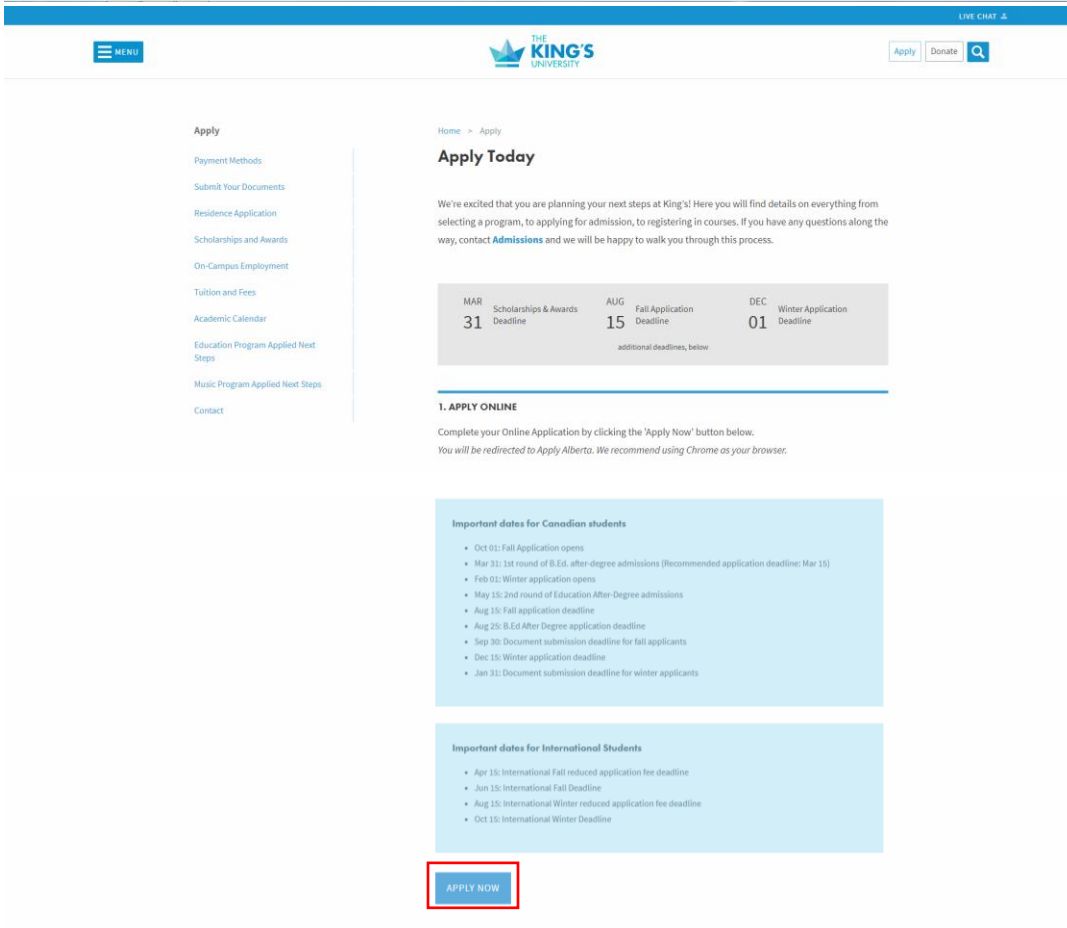 LIVE CHAT
MENU
THE
KING'S
UNIVERSITY
Apply
Donate
Apply
Payment Methods
Submit Your Documents
Residence Application
Scholarships and Awards
On-Campus Employment
Tuition and Fees
Academic Calendar
Education Program Applied Next
Steps
Music Program Applied Next Steps
Contact
Home > Apply
Apply Today
We're excited that you are planning your next steps at King's! Here you will find details on everything from
selecting a program, to applying for admission, to registering in courses. If you have any questions along the
way, contact Admissions and we will be happy to walk you through this process.
MAR
31
Scholarships & Awards
Deadline
AUG
15
Fall Application
Deadline
DEC
01
Winter Application
Deadline
additional deadlines, below
1. APPLY ONLINE
Complete your Online Application by clicking the 'Apply Now' button below.
You will be redirected to Apply Alberta. We recommend using Chrome as your browser.
Important dates for Canadian students
• Oct 01: Fall Application opens
• Mar 31: 1st round of B.Ed. after-degree admissions (Recommended application deadline: Mar 15)
• Feb 01: Winter application opens
• May 15: 2nd round of Education After-Degree admissions
• Aug 15: Fall application deadline
• Aug 25: B.Ed After Degree application deadline
• Sep 30: Document submission deadline for fall applicants
• Dec 15: Winter application deadline
• Jan 31: Document submission deadline for winter applicants
Important dates for International Students
• Apr 15: International Fall reduced application fee deadline
• Jun 15: International Fall Deadline
• Aug 15: International Winter reduced application fee deadline
• Oct 15: International Winter Deadline
APPLY NOW